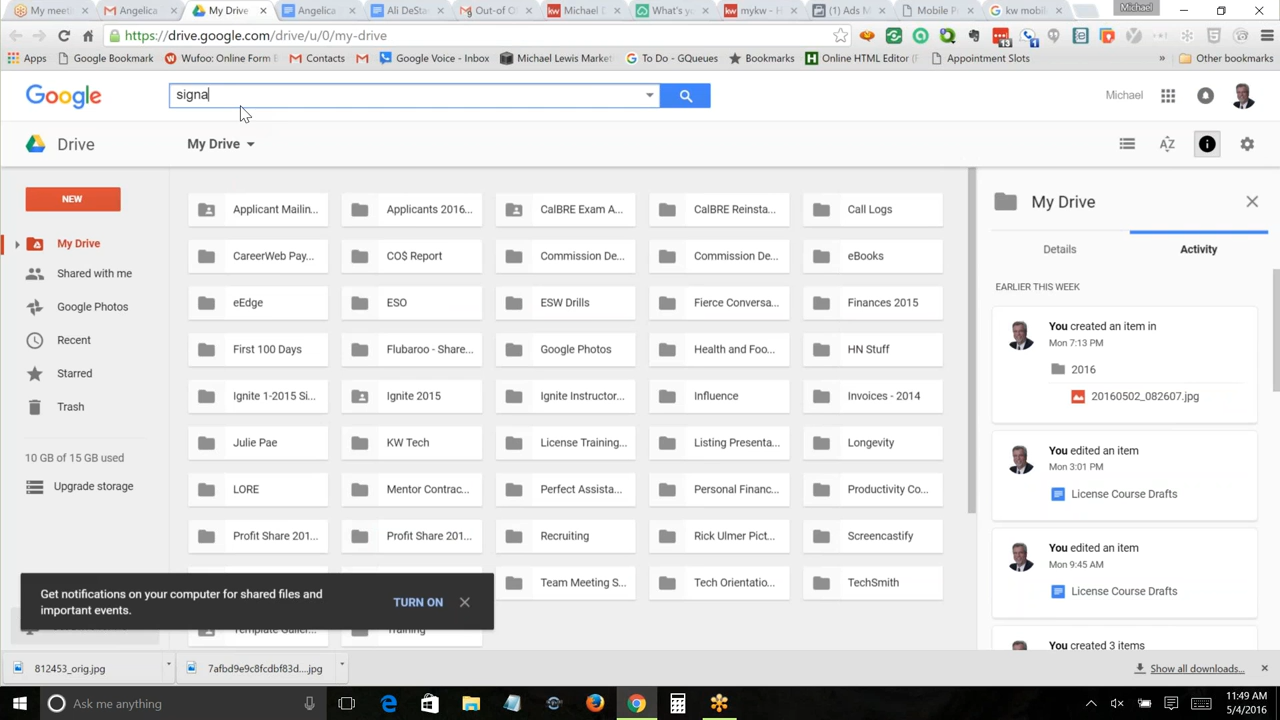 My meeti
Angelica
My Drive
Angelica
Ali DeSta
Out-of O
Michael D
What's yo
mykw - H
(1) Ads M
Mobile P
kw mobil
Michael
https://drive.google.com/drive/u/0/my-drive
13
1
Apps
Google Bookmark
Wufoo: Online Form
Contacts
Google Voice - Inbox
Michael Lewis Market
To Do - GQueues
Bookmarks
Online HTML Editor
Appointment Slots
»
Other bookmarks
Google
signa
Michael
Drive
My Drive
AZ
NEW
My Drive
Shared with me
Google Photos
Recent
Starred
Trash
10 GB of 15 GB used
Upgrade storage
Applicant Mailin...
Applicants 2016...
CalBRE Exam A...
CalBRE Reinsta...
Call Logs
CareerWeb Pay...
CO$ Report
Commission De...
Commission De...
eBooks
eEdge
ESO
ESW Drills
Fierce Conversa...
Finances 2015
First 100 Days
Flubaroo - Share...
Google Photos
Health and Foo...
HN Stuff
Ignite 1-2015 Si...
Ignite 2015
Ignite Instructor...
Influence
Invoices - 2014
Julie Pae
KW Tech
License Training...
Listing Presenta...
Longevity
LORE
Mentor Contrac...
Perfect Assista...
Personal Financ...
Productivity Co...
Profit Share 201...
Profit Share 201...
Recruiting
Rick Ulmer Pict...
Screencastify
Team Meeting S...
Tech Orientatio...
TechSmith
Template Galler...
Training
My Drive
Details
Activity
EARLIER THIS WEEK
You created an item in
Mon 7:13 PM
2016
20160502_082607.jpg
You edited an item
Mon 3:01 PM
License Course Drafts
You edited an item
Mon 9:45 AM
License Course Drafts
You created 3 items
Get notifications on your computer for shared files and
important events.
TURN ON
812453_orig.jpg
7afbd9e9c8fcdbf83d....jpg
Show all downloads...
Ask me anything
11:49 AM
5/4/2016